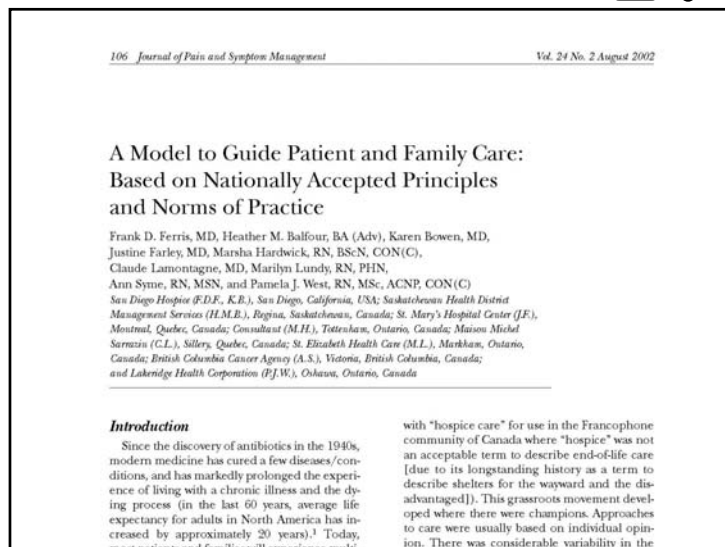 106 Journal of Pain and Symptom Management Vol. 24 No. 2 August 2002
A Model to Guide Patient and Family Care:
Based on Nationally Accepted Principles
and Norms of Practice
Frank D. Ferris, MD, Heather M. Balfour, BA (Adv), Karen Bowen, MD,
Justine Farley, MD, Marsha Hardwick, RN, BScN, CON(C),
Claude Lamontagne, MD, Marilyn Lundy, RN, PHN,
Ann Syme, RN, MSN, and Pamela J. West, RN, MSc, ACNP, CON(C)
San Diego Hospice (F.D.F., K.B.), San Diego, California, USA; Saskatchewan Health District
Management Services (H.M.B.), Regina, Saskatchewan, Canada; St. Mary's Hospital Center (J.F.),
Montreal, Quebec, Canada; Consultant (M.H.), Tottenham, Ontario, Canada; Maison Michel
Sarrazin (C.L.), Sillery, Quebec, Canada; St. Elizabeth Health Care (M.L.), Markham, Ontario,
Canada; British Columbia Cancer Agency (A.S.), Victoria, British Columbia, Canada;
and Lakeridge Health Corporation (P.J.W.), Oshawa, Ontario, Canada
Introduction
Since the discovery of antibiotics in the 1940s,
modern medicine has cured a few diseases/con-
ditions, and has markedly prolonged the experi-
ence of living with a chronic illness and the dy-
ing process (in the last 60 years, average life
expectancy for adults in North America has in-
creased by approximately 20 years).1 Today,
with "hospice care" for use in the Francophone
community of Canada where "hospice" was not
an acceptable term to describe end-of-life care
[due to its longstanding history as a term to
describe shelters for the wayward and the dis-
advantaged]). This grassroots movement devel-
oped where there were champions. Approaches
to care were usually based on individual opin-
ion. There was considerable variability in the